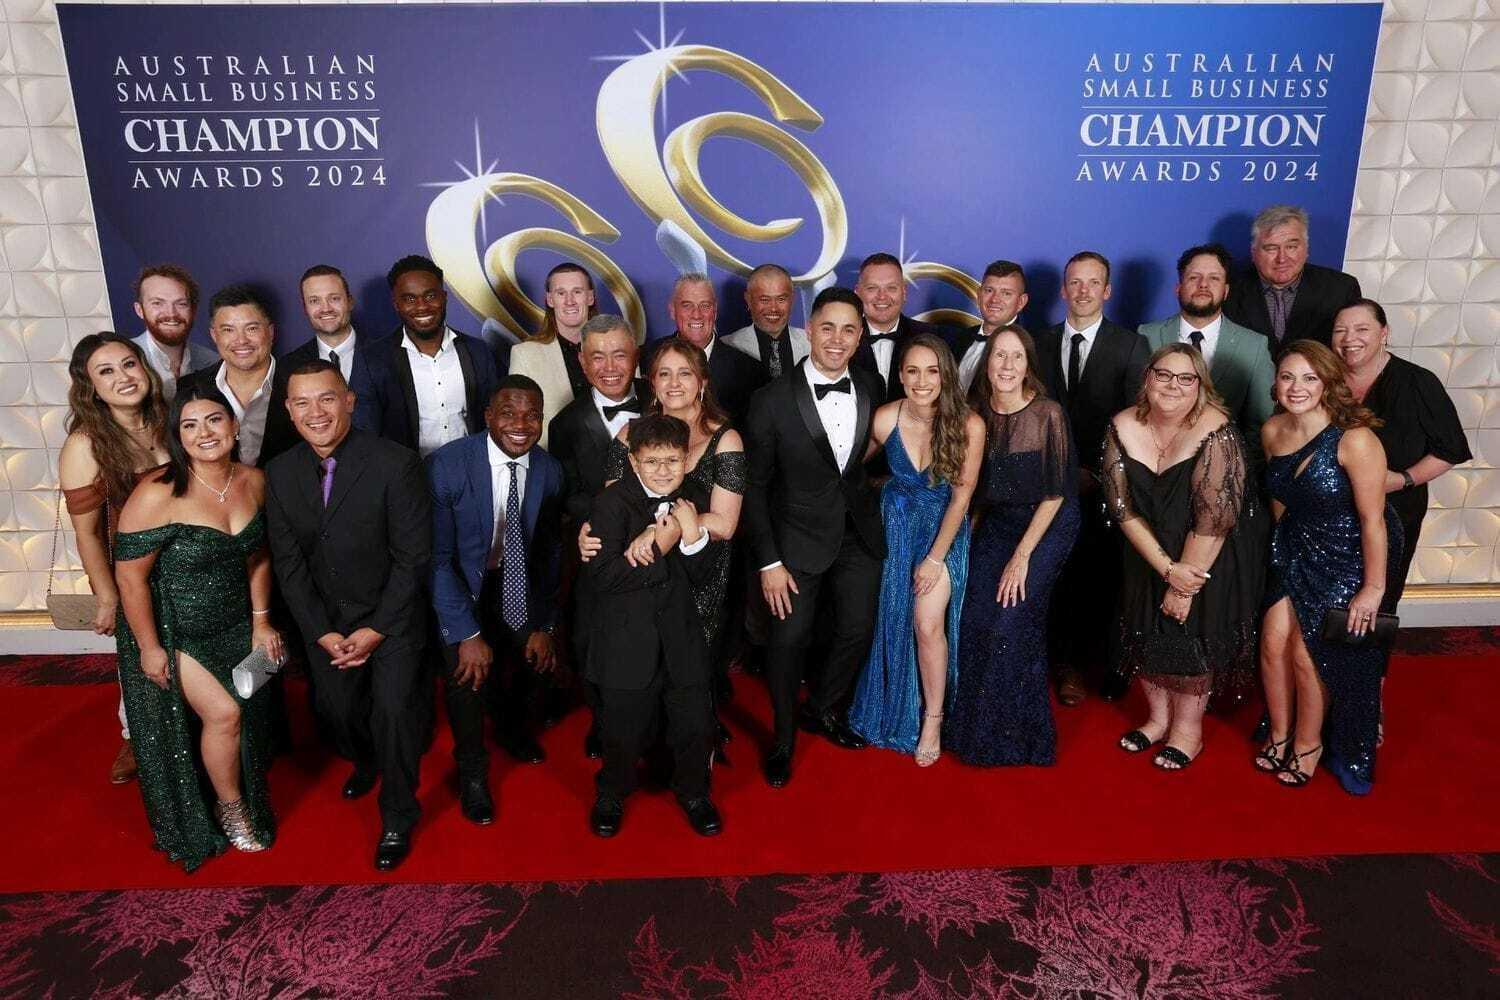 AUSTRALIAN
SMALL BUSINESS
CHAMPION
AWARDS 2024
AUSTRALIAN
SMALL BUSINESS
CHAMPION
AWARDS 2024